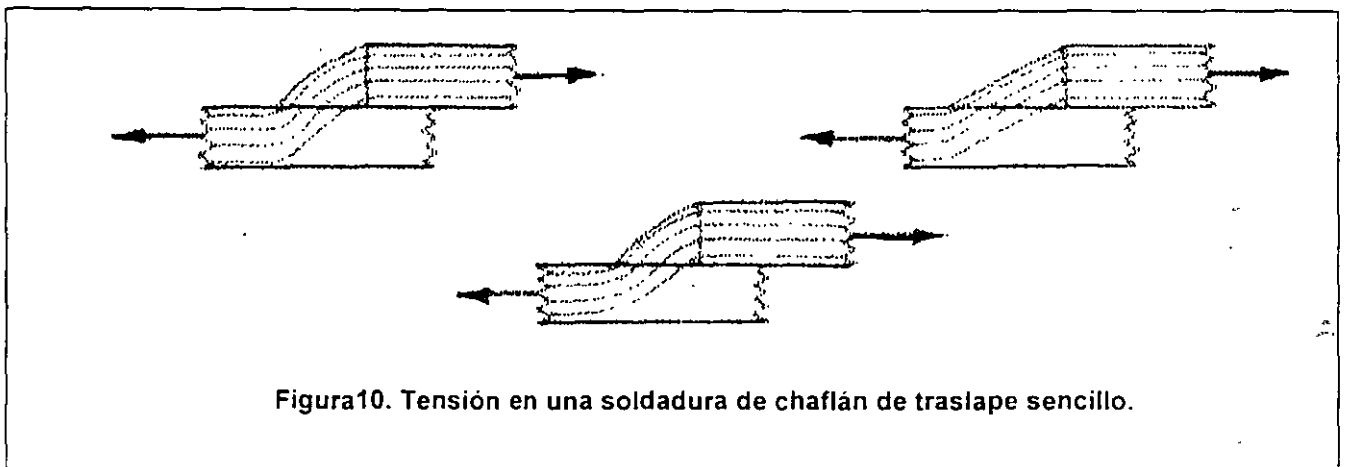 Figura10. Tensión en una soldadura de chaflán de traslape sencillo.